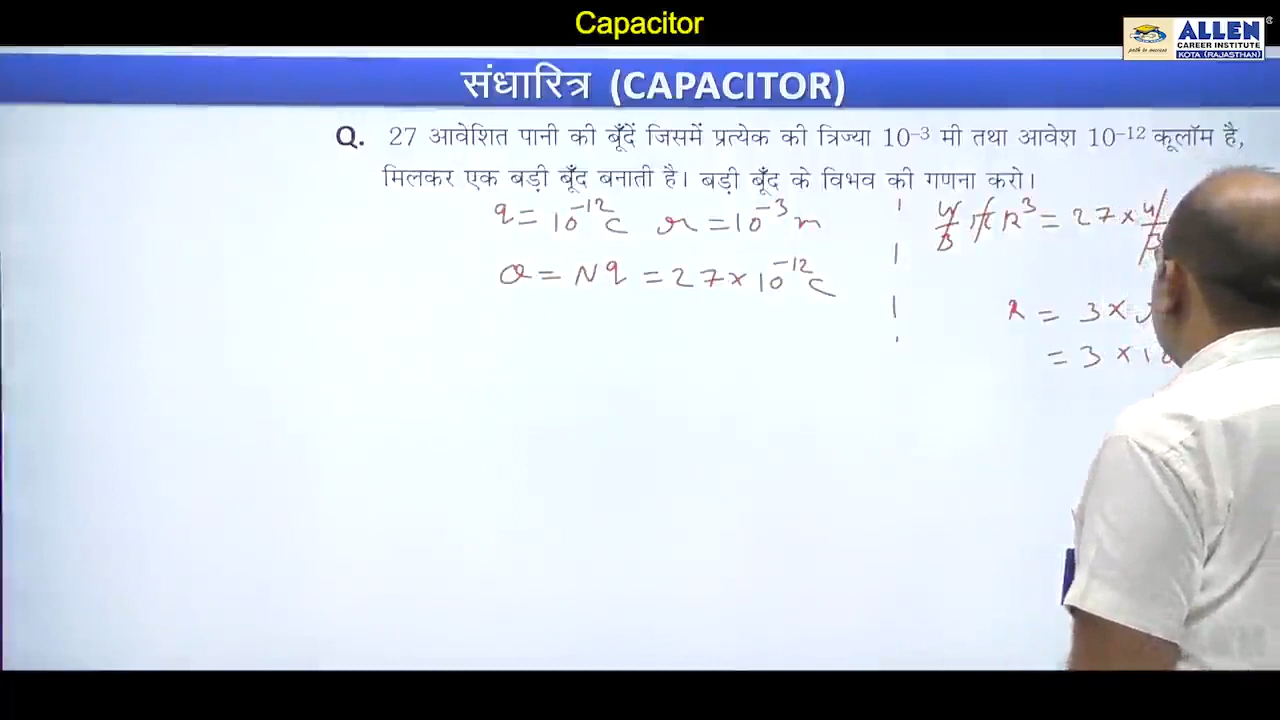 Capacitor
ALLEN
CAREER INSTITUTE
KOTA (RAJASTHAN)
path to success
संधारित्र (CAPACITOR)
Q. 27 आवेशित पानी की बूँदें जिसमें प्रत्येक की त्रिज्या 10⁻³ मी तथा आवेश 10⁻¹² कूलॉम है,
मिलकर एक बड़ी बूँद बनाती है। बड़ी बूँद के विभव की गणना करो।
q = 10⁻¹² C r = 10⁻³ m
Q = Nq = 27 × 10⁻¹² C
4/3 π R³ = 27 × 4/3
R = 3 ×
= 3 × 10